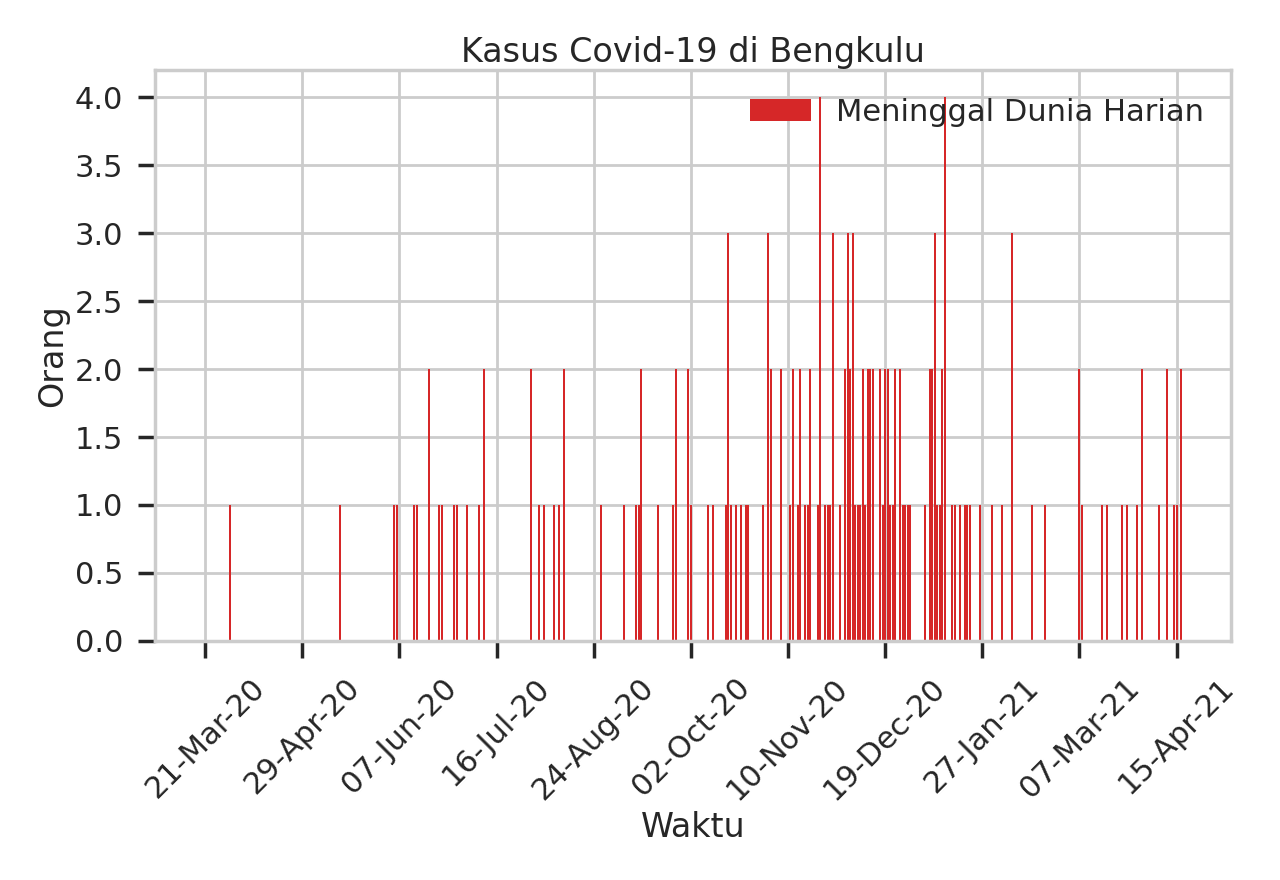 Kasus Covid-19 di Bengkulu
Meninggal Dunia Harian
4.0
3.5
3.0
2.5
2.0
1.5
1.0
0.5
0.0
Orang
21-Mar-20
29-Apr-20
07-Jun-20
16-Jul-20
24-Aug-20
02-Oct-20
10-Nov-20
19-Dec-20
27-Jan-21
07-Mar-21
15-Apr-21
Waktu